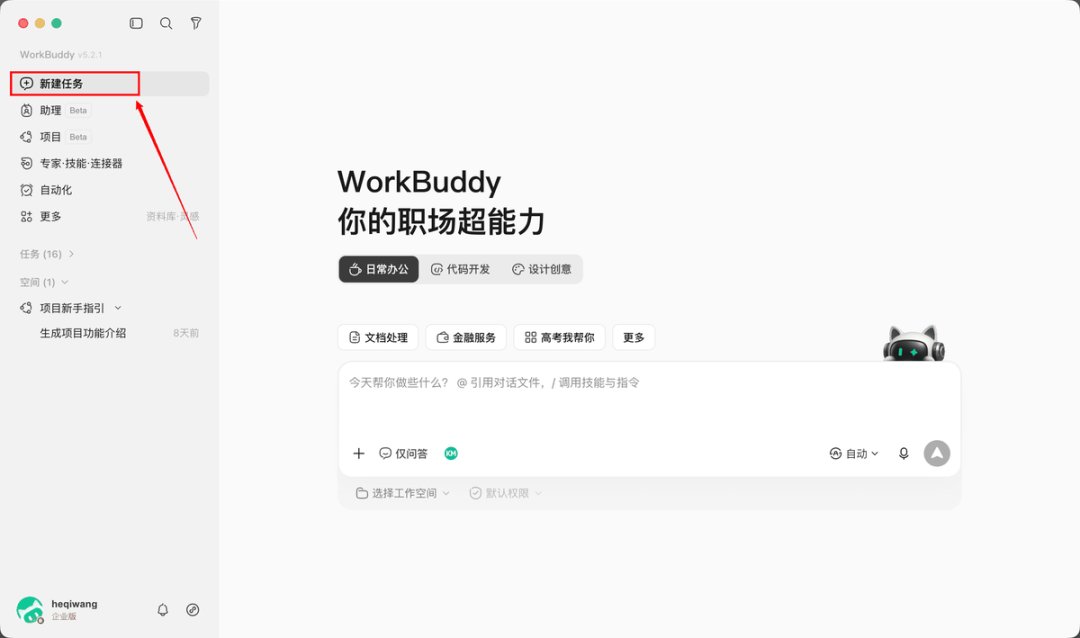 WorkBuddy v5.2.1
新建任务
助理 Beta
项目 Beta
专家·技能·连接器
自动化
更多 资料库·灵感
任务 (16)
空间 (1)
项目新手指引
生成项目功能介绍 8天前
heqiwang
企业版
WorkBuddy
你的职场超能力
日常办公 代码开发 设计创意
文档处理 金融服务 高考我帮你 更多
今天帮你做些什么? @ 引用对话文件, / 调用技能与指令
仅问答 KM 自动
选择工作空间 默认权限